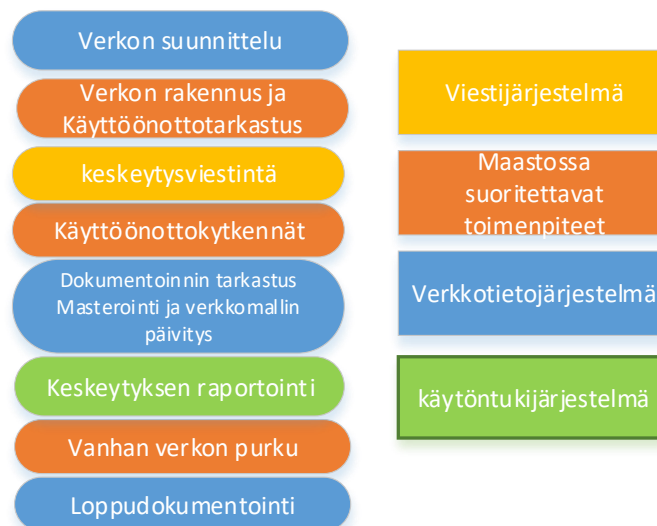 Verkon suunnittelu
Verkon rakennus ja
Käyttöönottotarkastus
keskeytysviestintä
Käyttöönottokytkennät
Dokumentoinnin tarkastus
Masterointi ja verkkomallin
päivitys
Keskeytyksen raportointi
Vanhan verkon purku
Loppudokumentointi
Viestijärjestelmä
Maastossa
suoritettavat
toimenpiteet
Verkkotietojärjestelmä
käytöntukijärjestelmä